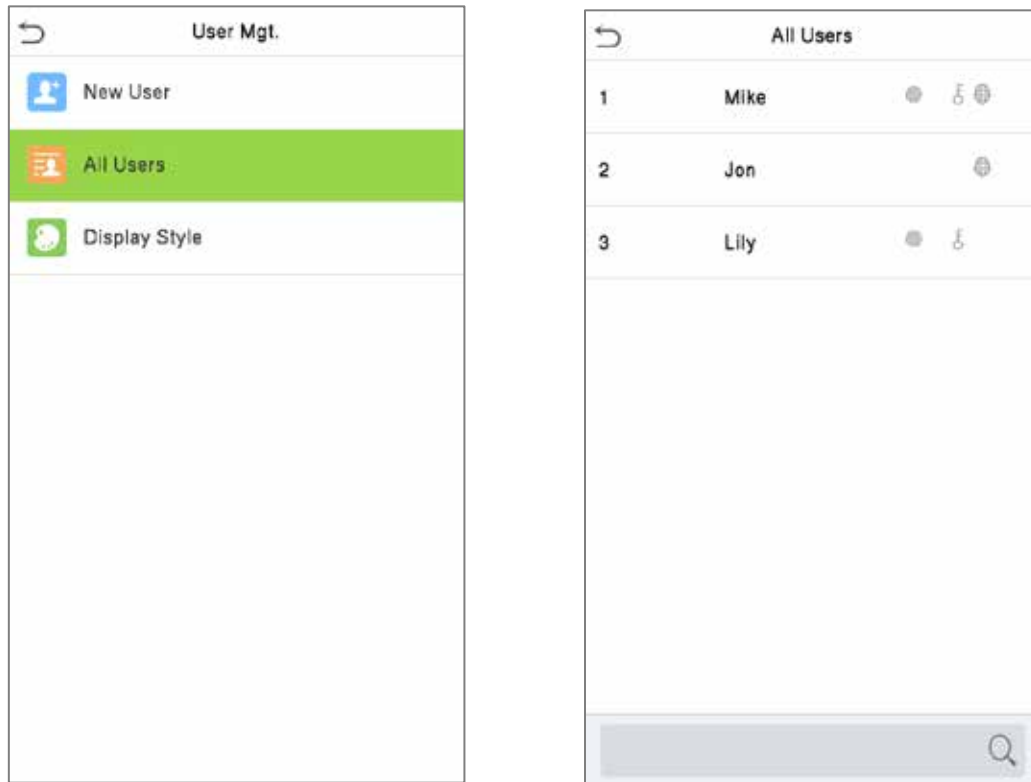 User Mgt.
New User
All Users
Display Style
All Users
1 Mike
2 Jon
3 Lily